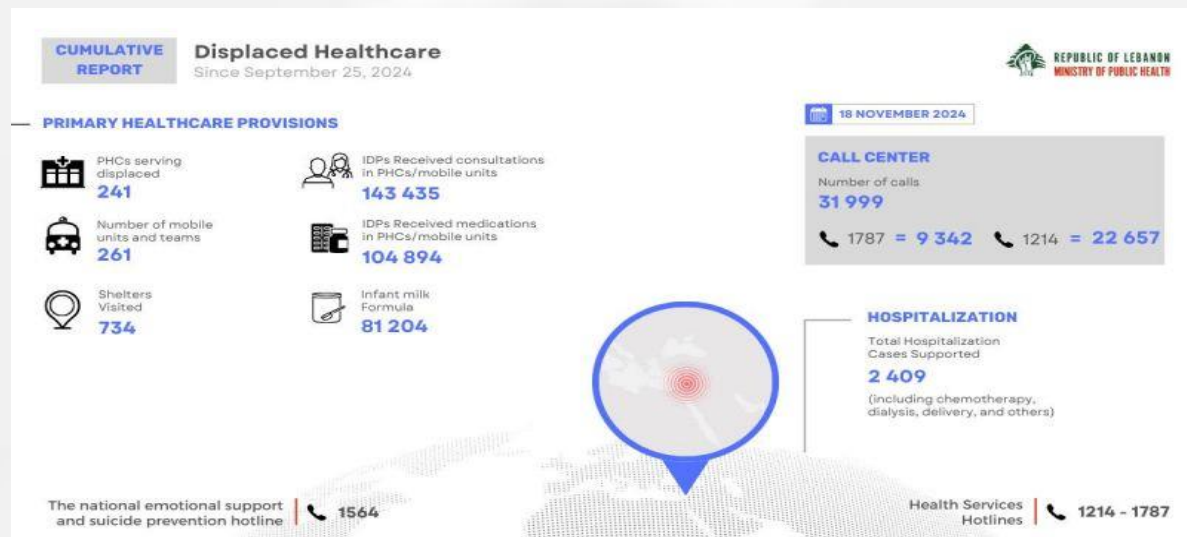 CUMULATIVE
REPORT
Displaced Healthcare
Since September 25, 2024
REPUBLIC OF LEBANON
MINISTRY OF PUBLIC HEALTH
PRIMARY HEALTHCARE PROVISIONS
PHCs serving
displaced
241
IDPs Received consultations
in PHCs/mobile units
143 435
Number of mobile
units and teams
261
IDPs Received medications
in PHCs/mobile units
104 894
Shelters
Visited
734
Infant milk
Formula
81 204
18 NOVEMBER 2024
CALL CENTER
Number of calls
31 999
1787 = 9 342 1214 = 22 657
HOSPITALIZATION
Total Hospitalization
Cases Supported
2 409
(including chemotherapy,
dialysis, delivery, and others)
The national emotional support
and suicide prevention hotline
1564
Health Services
Hotlines
1214 - 1787